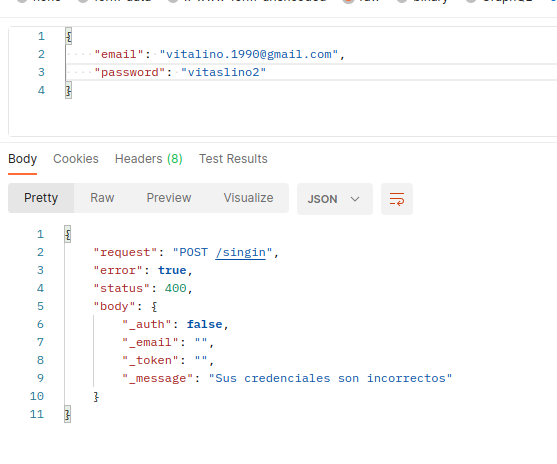 1 {
2 "email": "vitalino.1990@gmail.com",
3 "password": "vitaslino2"
4 }
Body Cookies Headers (8) Test Results
Pretty Raw Preview Visualize JSON
1 {
2 "request": "POST /singin",
3 "error": true,
4 "status": 400,
5 "body": {
6 "_auth": false,
7 "_email": "",
8 "_token": "",
9 "_message": "Sus credenciales son incorrectos"
10 }
11 }